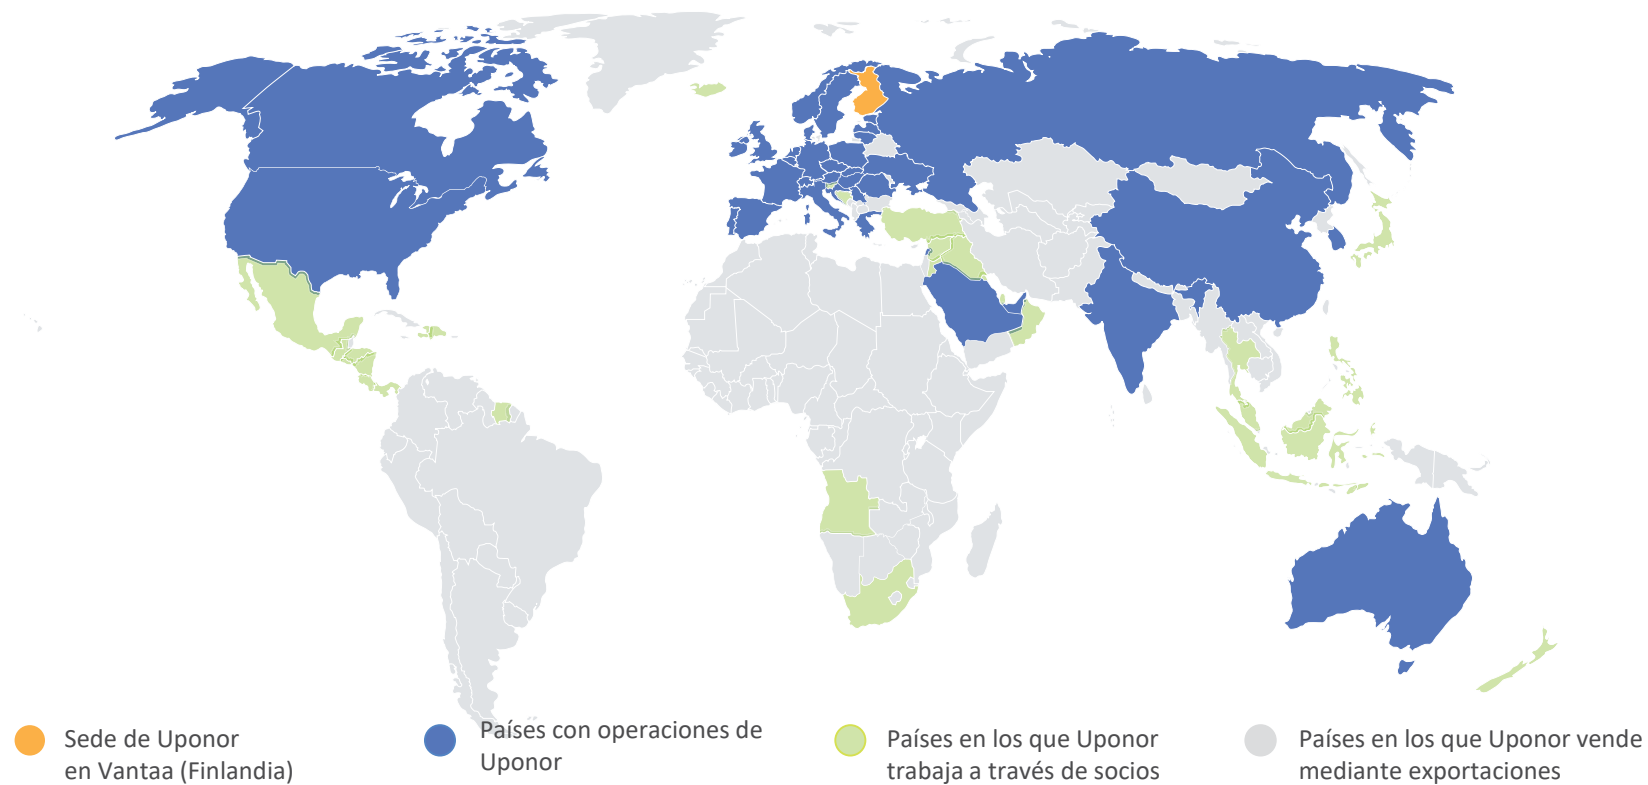 Sede de Uponor
en Vantaa (Finlandia)
Países con operaciones de
Uponor
Países en los que Uponor
trabaja a través de socios
Países en los que Uponor vende
mediante exportaciones